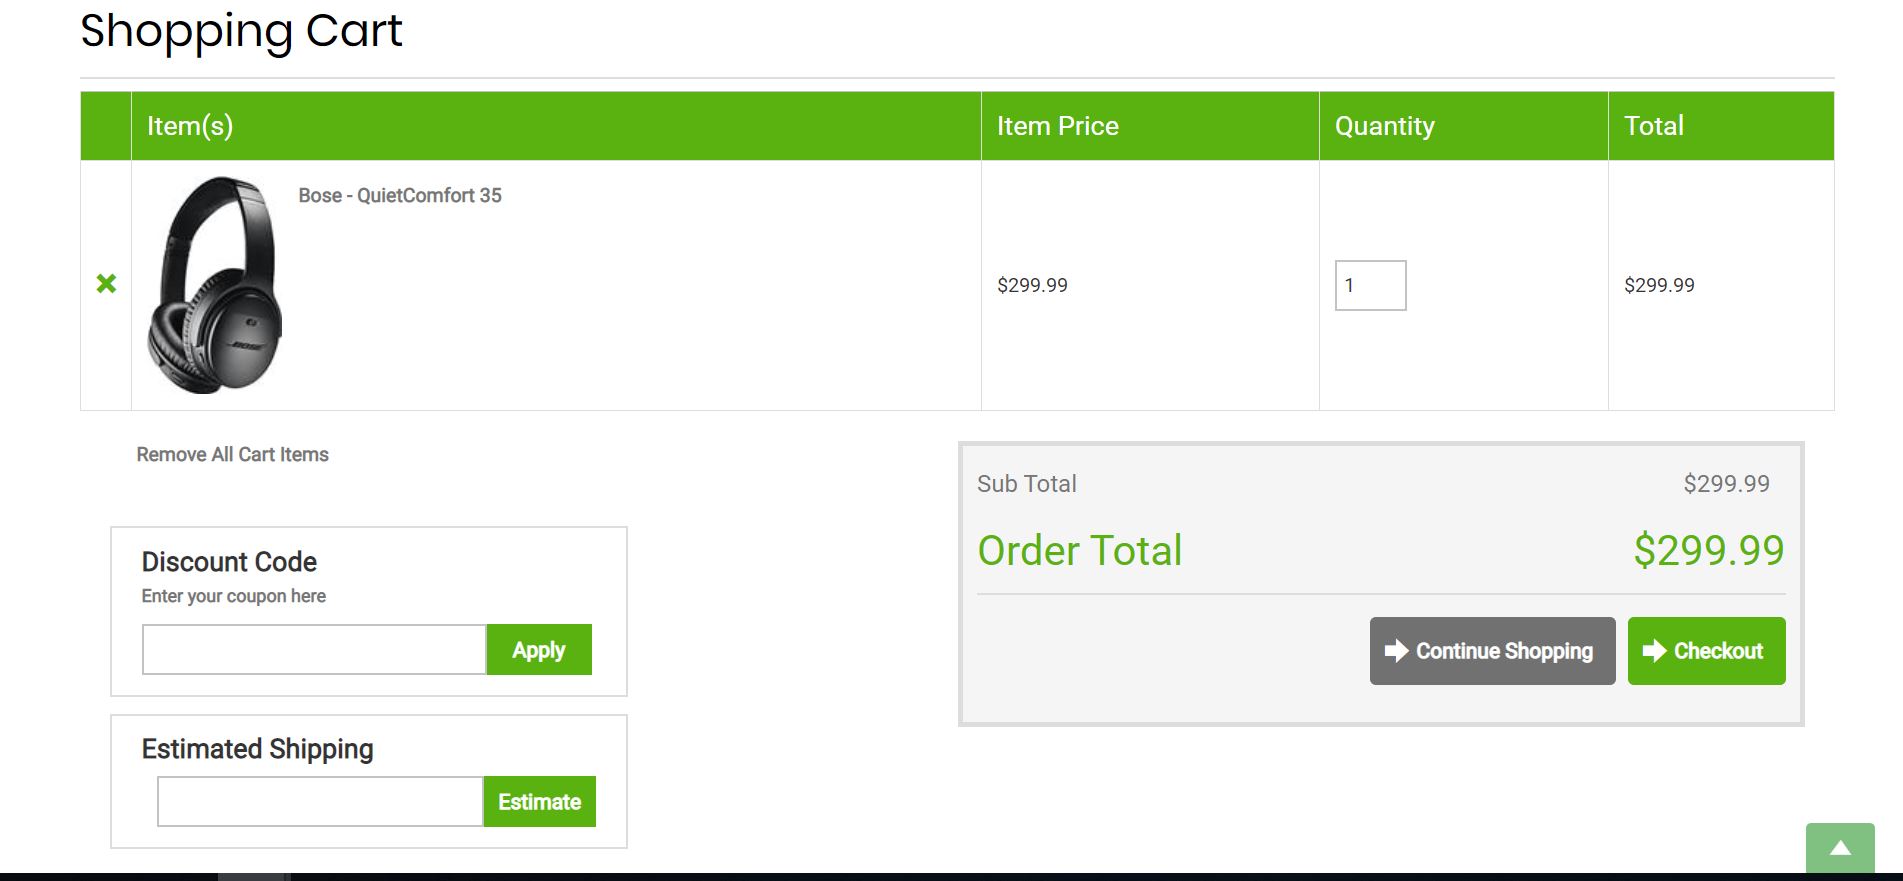 Shopping Cart
Item(s) Item Price Quantity Total
Bose - QuietComfort 35
$299.99 1 $299.99
BOSE
Remove All Cart Items
Sub Total $299.99
Order Total $299.99
Continue Shopping Checkout
Discount Code
Enter your coupon here
Apply
Estimated Shipping
Estimate